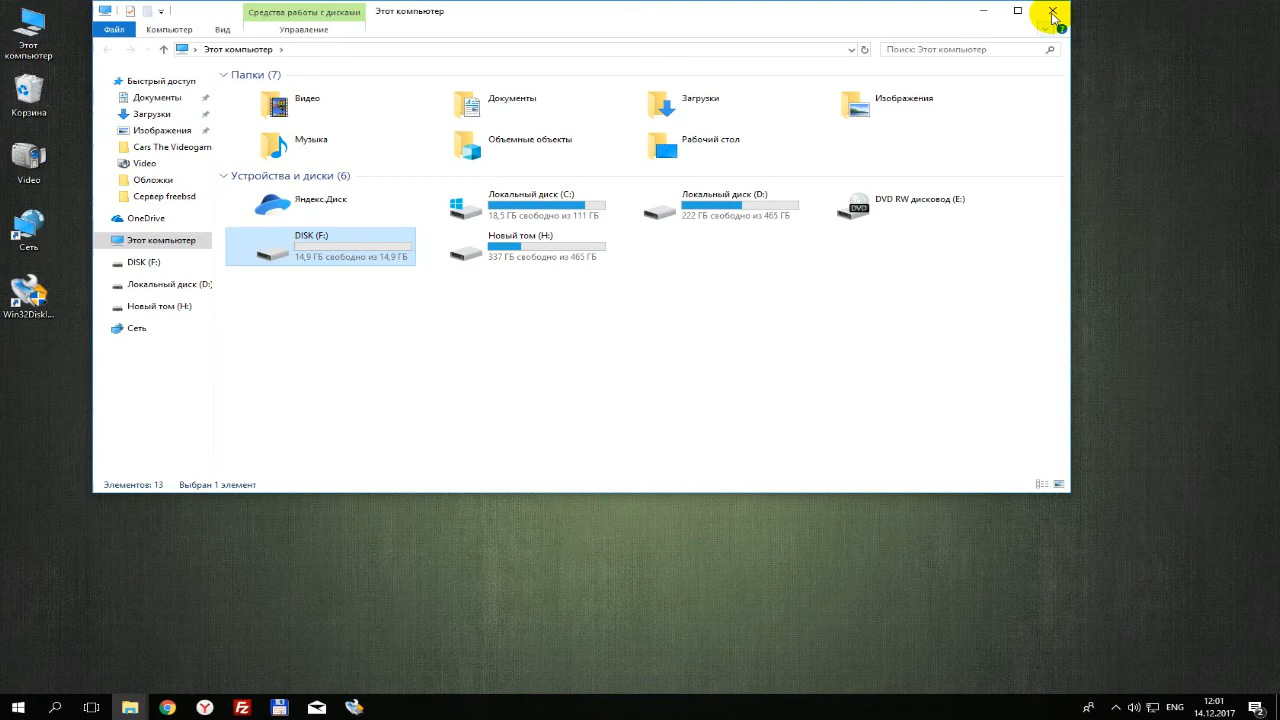 Средства работы с дисками
Этот компьютер
Файл
Компьютер
Вид
Управление
Этот компьютер
Поиск: Этот компьютер
Быстрый доступ
Документы
Загрузки
Изображения
Cars The Videogam
Video
Обложки
Сервер freebsd
OneDrive
Этот компьютер
DISK (F:)
Локальный диск (D:)
Новый том (H:)
Сеть
Папки (7)
Видео
Документы
Загрузки
Изображения
Музыка
Объемные объекты
Рабочий стол
Устройства и диски (6)
Яндекс.Диск
Локальный диск (C:)
18,5 ГБ свободно из 111 ГБ
Локальный диск (D:)
222 ГБ свободно из 465 ГБ
DVD
DVD RW дисковод (E:)
DISK (F:)
14,9 ГБ свободно из 14,9 ГБ
Новый том (H:)
337 ГБ свободно из 465 ГБ
Элементов: 13
Выбран 1 элемент
Этот
компьютер
Корзина
Video
Сеть
Win32DiskI...
ENG
12:01
14.12.2017
2